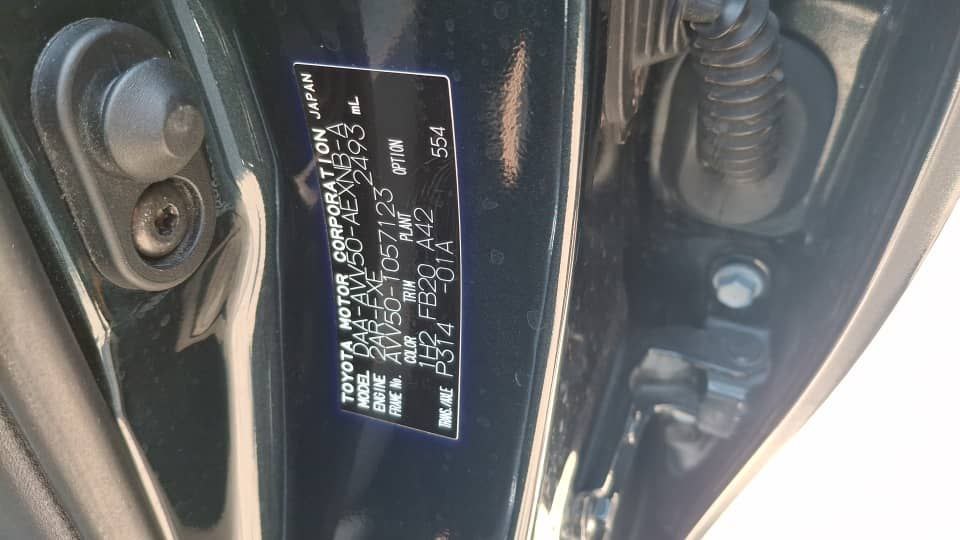 TOYOTA MOTOR CORPORATION JAPAN
MODEL DAA-AVV50-AEXNB-A
ENGINE 2AR-FXE 2493 mL
FRAME No. AVV50-1057123
COLOR TRIM PLANT OPTION
1H2 FB20 A42
TRANS./AXLE P314 -01A 554